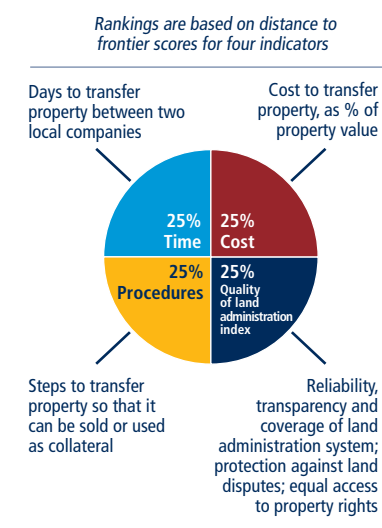 Rankings are based on distance to
frontier scores for four indicators
Days to transfer
property between two
local companies
Cost to transfer
property, as % of
property value
25%
Time
25%
Cost
25%
Procedures
25%
Quality
of land
administration
index
Steps to transfer
property so that it
can be sold or used
as collateral
Reliability,
transparency and
coverage of land
administration system;
protection against land
disputes; equal access
to property rights